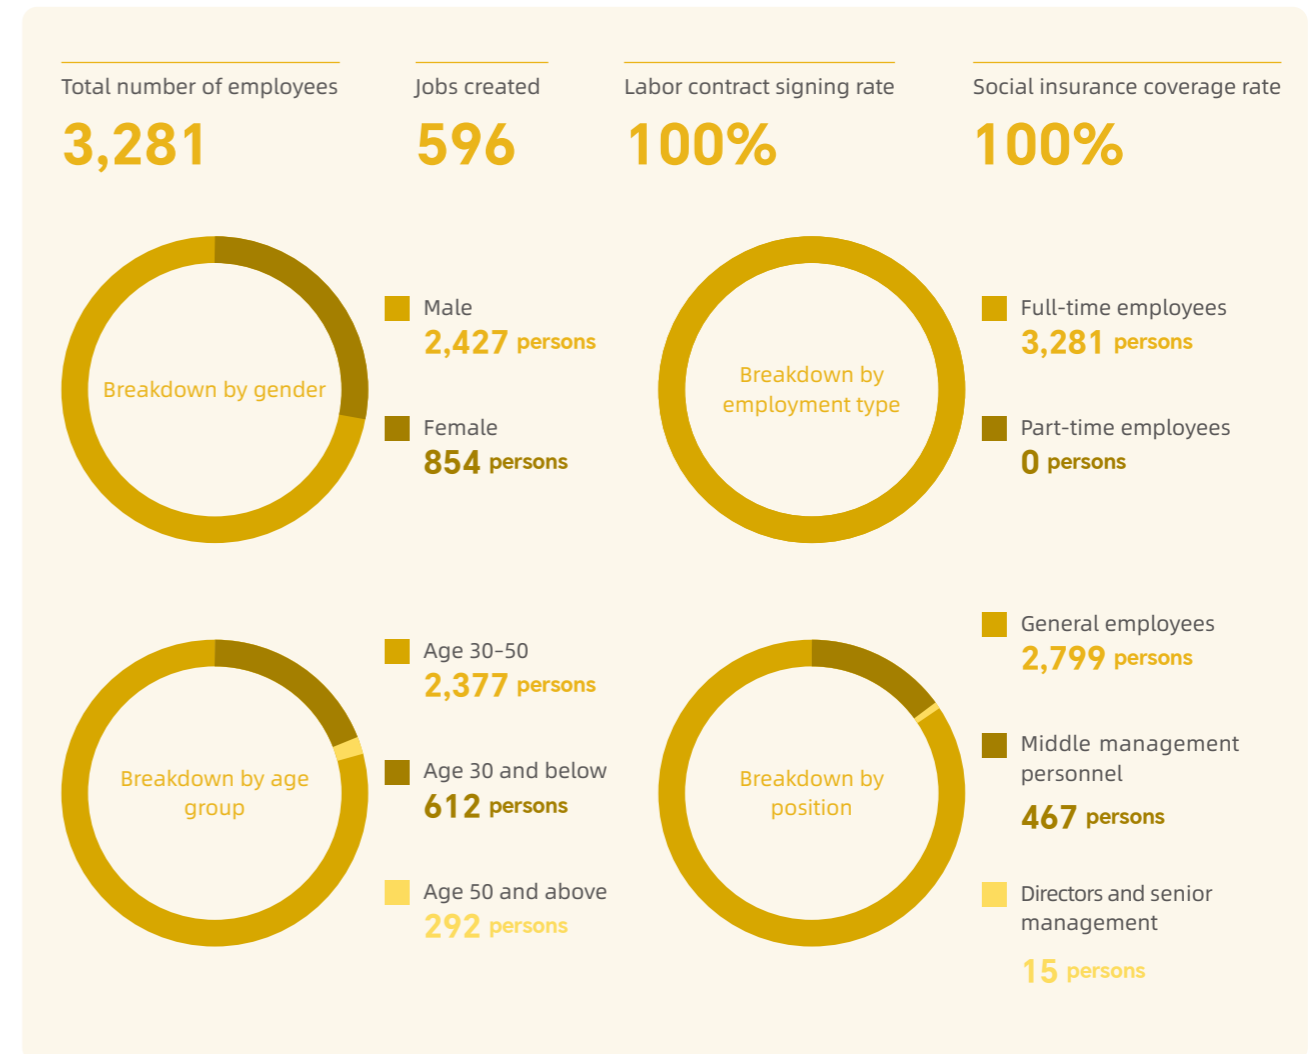 Total number of employees
3,281
Jobs created
596
Labor contract signing rate
100%
Social insurance coverage rate
100%
Breakdown by gender
Male
2,427 persons
Female
854 persons
Breakdown by
employment type
Full-time employees
3,281 persons
Part-time employees
0 persons
Breakdown by age
group
Age 30-50
2,377 persons
Age 30 and below
612 persons
Age 50 and above
292 persons
Breakdown by
position
General employees
2,799 persons
Middle management
personnel
467 persons
Directors and senior
management
15 persons